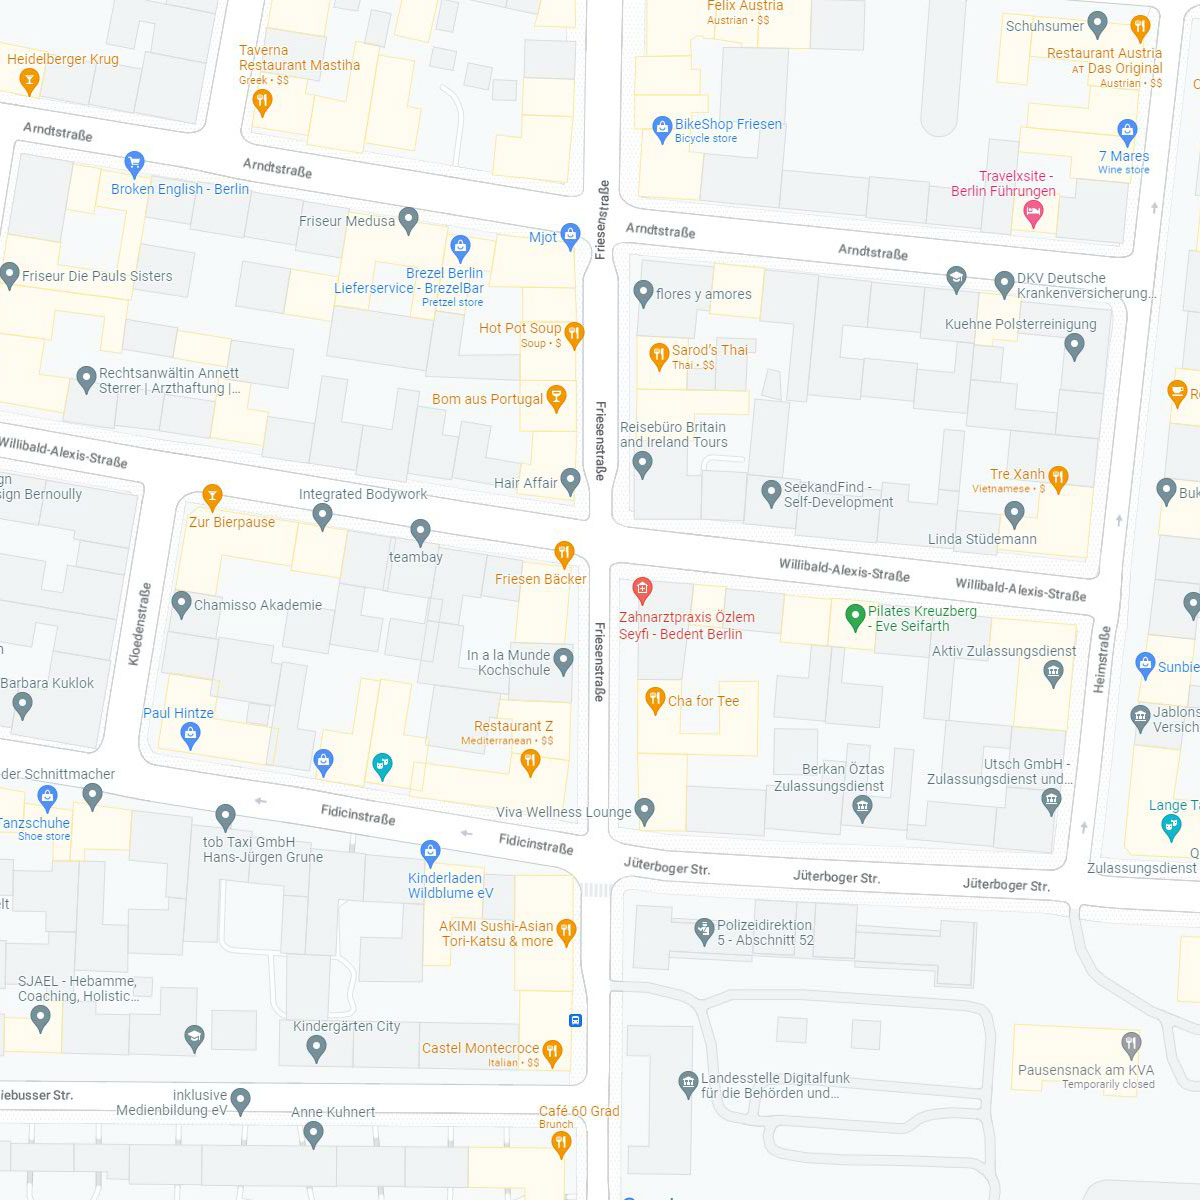 Felix Austria
Austrian • $$
Schuhsumer
Restaurant Austria
AT Das Original
Austrian • $$
Heidelberger Krug
Taverna
Restaurant Mastiha
Greek • $$
Arndtstraße
Arndtstraße
BikeShop Friesen
Bicycle store
7 Mares
Wine store
Broken English - Berlin
Travelxsite -
Berlin Führungen
Friesenstraße
Friseur Medusa
Mjot
Arndtstraße
Arndtstraße
Friseur Die Pauls Sisters
Brezel Berlin
Lieferservice - BrezelBar
Pretzel store
flores y amores
DKV Deutsche
Krankenversicherung...
Kuehne Polsterreinigung
Hot Pot Soup
Soup • $
Sarod's Thai
Thai • $$
Rechtsanwältin Annett
Sterrer | Arzthaftung |...
Bom aus Portugal
Friesenstraße
Reisebüro Britain
and Ireland Tours
Willibald-Alexis-Straße
Hair Affair
SeekandFind -
Self-Development
Tre Xanh
Vietnamese • $
gn
sign Bernoully
Zur Bierpause
Integrated Bodywork
teambay
Linda Stüdemann
Buk
Friesen Bäcker
Willibald-Alexis-Straße
Willibald-Alexis-Straße
Chamisso Akademie
Kloedenstraße
Zahnarztpraxis Özlem
Seyfi - Bedent Berlin
Pilates Kreuzberg
- Eve Seifarth
Friesenstraße
In a la Munde
Kochschule
Aktiv Zulassungsdienst
Heimstraße
Sunbie
Barbara Kuklok
Paul Hintze
Cha for Tee
Restaurant Z
Mediterranean • $$
Jablons
Versich
der Schnittmacher
Berkan Öztas
Zulassungsdienst
Utsch GmbH -
Zulassungsdienst und...
Tanzschuhe
Shoe store
Fidicinstraße
Viva Wellness Lounge
Lange Ta
tob Taxi GmbH
Hans-Jürgen Grune
Fidicinstraße
Jüterboger Str.
Jüterboger Str.
Jüterboger Str.
Zulassungsdienst
Kinderladen
Wildblume eV
elt
AKIMI Sushi-Asian
Tori-Katsu & more
Polizeidirektion
5 - Abschnitt 52
SJAEL - Hebamme,
Coaching, Holistic...
Kindergärten City
Castel Montecroce
Italian • $$
Pausensnack am KVA
Temporarily closed
Landesstelle Digitalfunk
für die Behörden und...
iebusser Str.
inklusive
Medienbildung eV
Anne Kuhnert
Café 60 Grad
Brunch